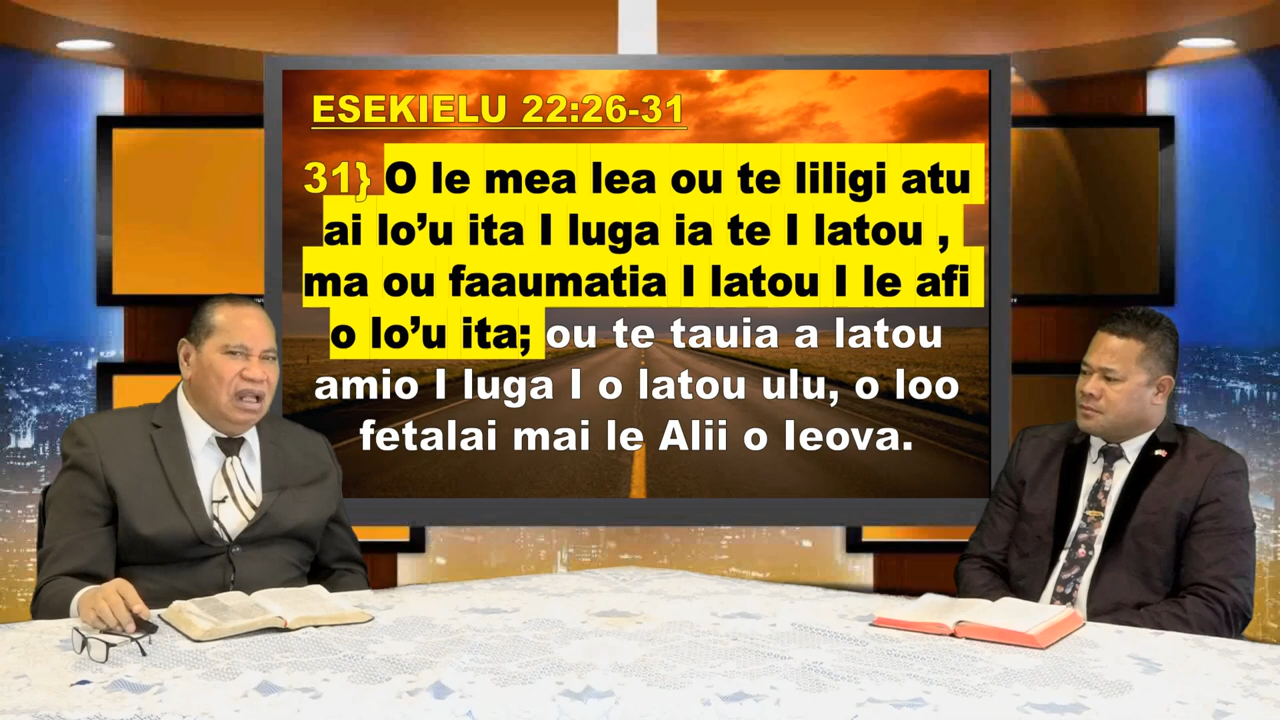 ESEKIELU 22:26-31
31} O le mea lea ou te liligi atu
ai lo’u ita I luga ia te I latou ,
ma ou faaumatia I latou I le afi
o lo’u ita; ou te tauia a latou
amio I luga I o latou ulu, o loo
fetalai mai le Alii o Ieova.